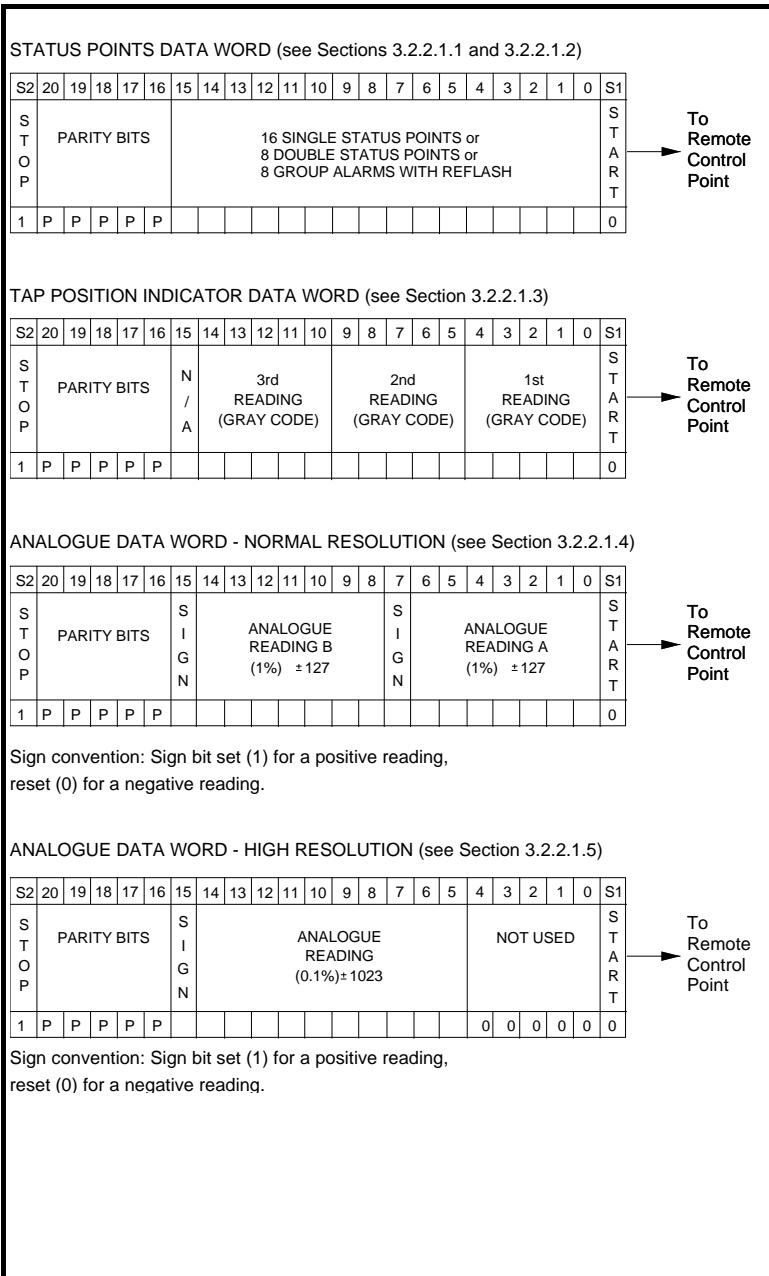 STATUS POINTS DATA WORD (see Sections 3.2.2.1.1 and 3.2.2.1.2)
S2 20 19 18 17 16 15 14 13 12 11 10 9 8 7 6 5 4 3 2 1 0 S1
STOP PARITY BITS 16 SINGLE STATUS POINTS or START To
8 DOUBLE STATUS POINTS or Remote
8 GROUP ALARMS WITH REFLASH Control
Point
1 P P P P P 0
TAP POSITION INDICATOR DATA WORD (see Section 3.2.2.1.3)
S2 20 19 18 17 16 15 14 13 12 11 10 9 8 7 6 5 4 3 2 1 0 S1
STOP PARITY BITS N/A 3rd 2nd 1st START To
READING READING READING Remote
(GRAY CODE) (GRAY CODE) (GRAY CODE) Control
Point
1 P P P P P 0
ANALOGUE DATA WORD - NORMAL RESOLUTION (see Section 3.2.2.1.4)
S2 20 19 18 17 16 15 14 13 12 11 10 9 8 7 6 5 4 3 2 1 0 S1
STOP PARITY BITS SIGN ANALOGUE SIGN ANALOGUE START To
READING B READING A Remote
(1%) ±127 (1%) ±127 Control
Point
1 P P P P P 0
Sign convention: Sign bit set (1) for a positive reading,
reset (0) for a negative reading.
ANALOGUE DATA WORD - HIGH RESOLUTION (see Section 3.2.2.1.5)
S2 20 19 18 17 16 15 14 13 12 11 10 9 8 7 6 5 4 3 2 1 0 S1
STOP PARITY BITS SIGN ANALOGUE NOT USED START To
READING Remote
(0.1%)±1023 Control
Point
1 P P P P P 0 0 0 0 0 0
Sign convention: Sign bit set (1) for a positive reading,
reset (0) for a negative reading.